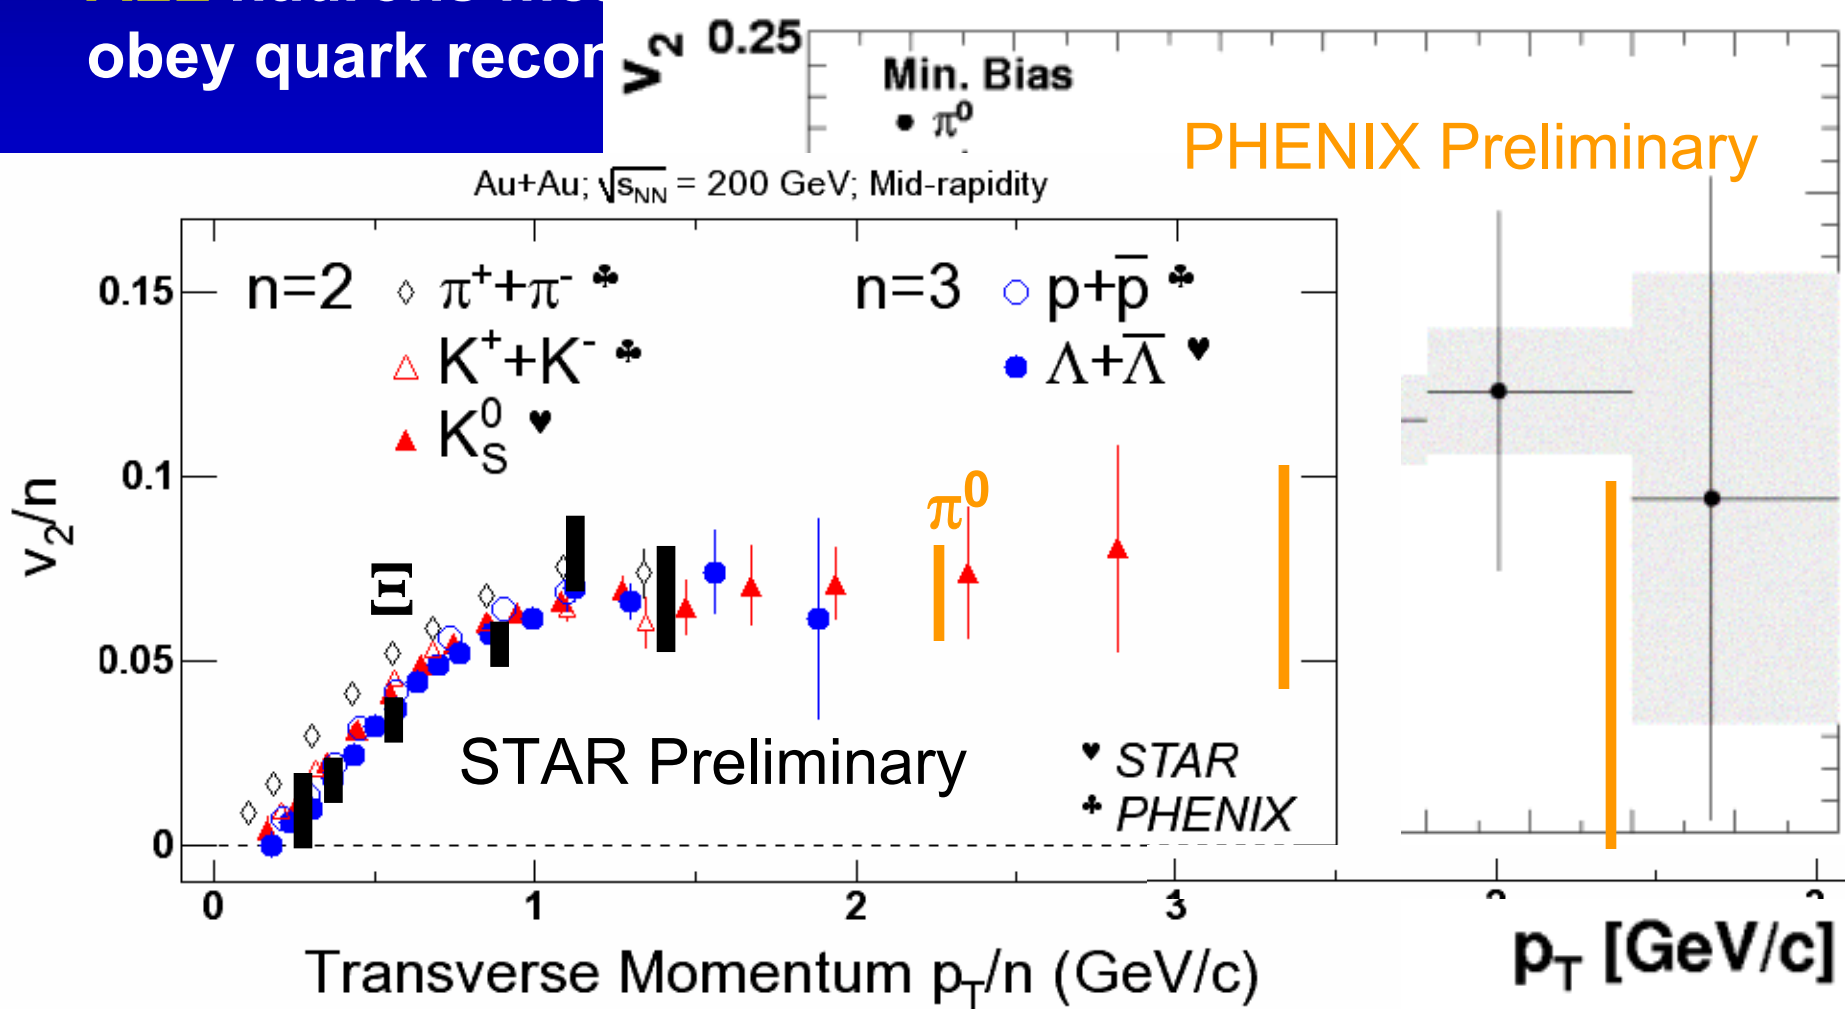 obey quark recom
v₂ 0.25
Min. Bias
● π⁰
PHENIX Preliminary
Au+Au; √s_NN = 200 GeV; Mid-rapidity
0.15
n=2 ◇ π⁺+π⁻ ♣
n=3 ○ p+p̅ ♣
△ K⁺+K⁻ ♣
● Λ+Λ̅ ♥
▲ K⁰_S ♥
0.1
π⁰
v₂/n
Ξ
0.05
STAR Preliminary
♥ STAR
♣ PHENIX
0
0 1 2 3
Transverse Momentum p_T/n (GeV/c)
p_T [GeV/c]